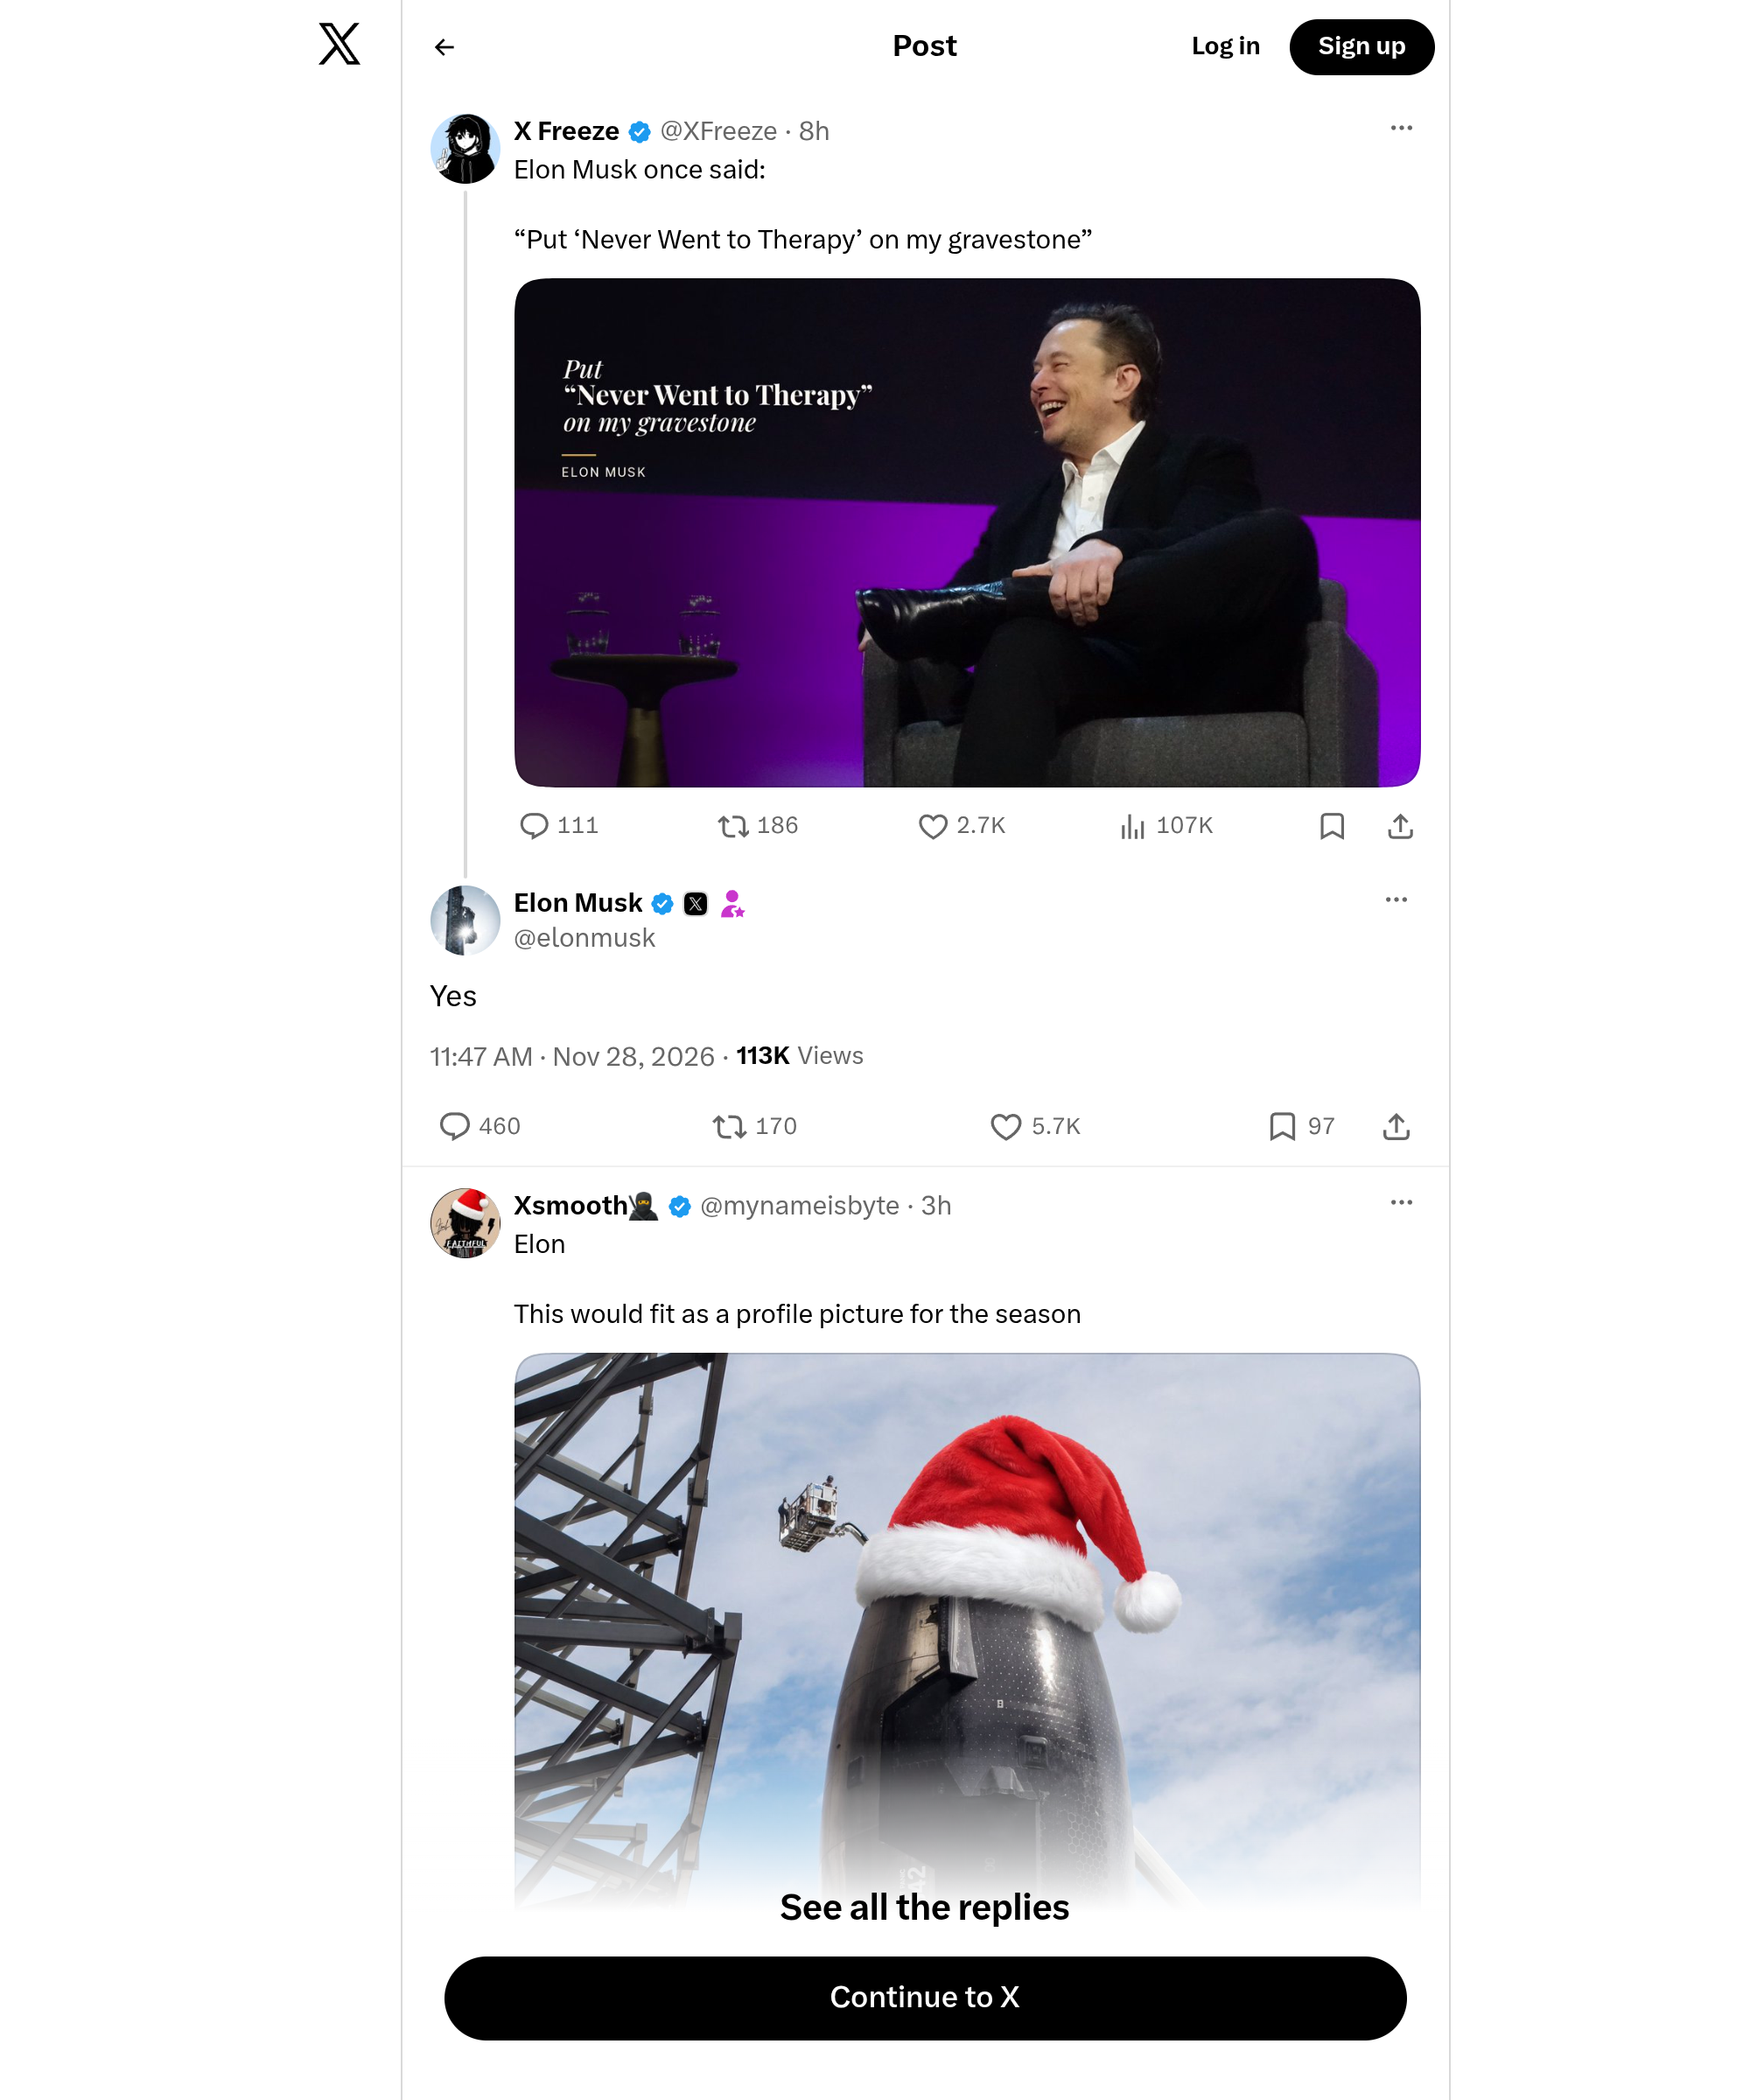 Post
Log in
Sign up
X Freeze @XFreeze · 8h
Elon Musk once said:
“Put ‘Never Went to Therapy’ on my gravestone”
Put
“Never Went to Therapy”
on my gravestone
ELON MUSK
111 186 2.7K 107K
Elon Musk
@elonmusk
Yes
11:47 AM · Nov 28, 2026 · 113K Views
460 170 5.7K 97
Xsmooth🥷 @mynameisbyte · 3h
FAITHFUL
Elon
This would fit as a profile picture for the season
See all the replies
Continue to X